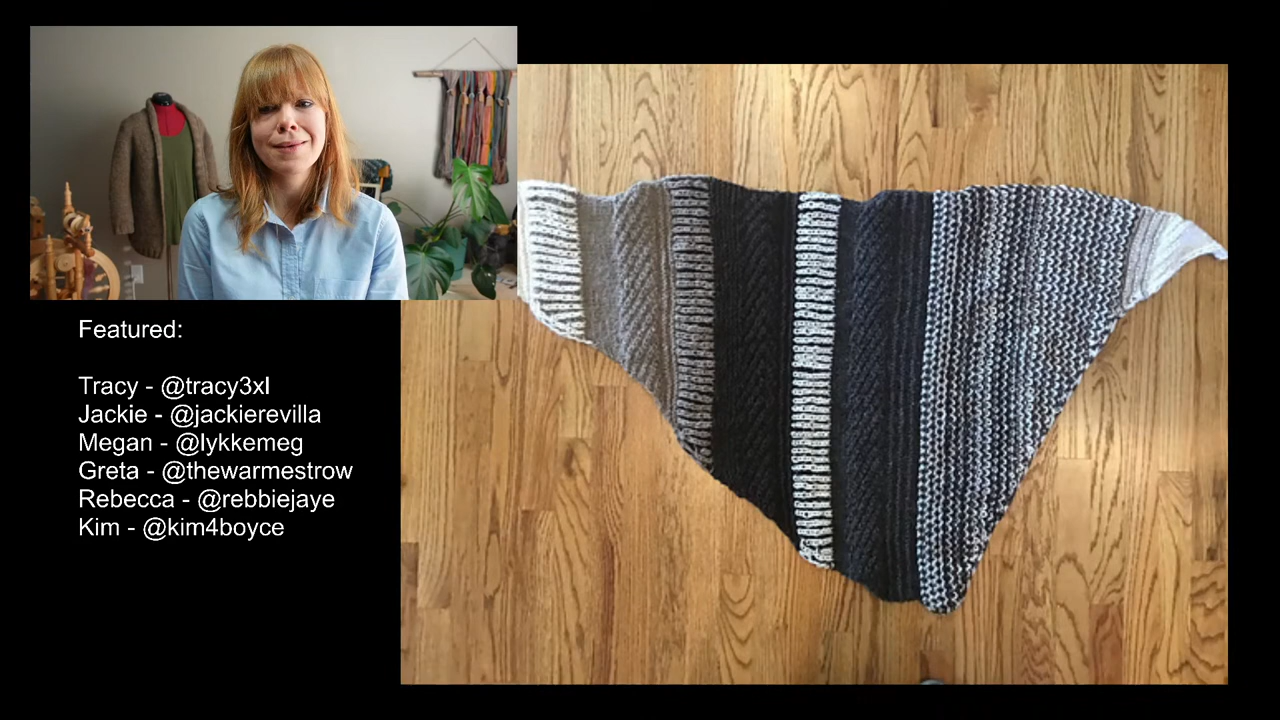 Featured:
Tracy - @tracy3xl
Jackie - @jackierevilla
Megan - @lykkemeg
Greta - @thewarmestrow
Rebecca - @rebbiejaye
Kim - @kim4boyce